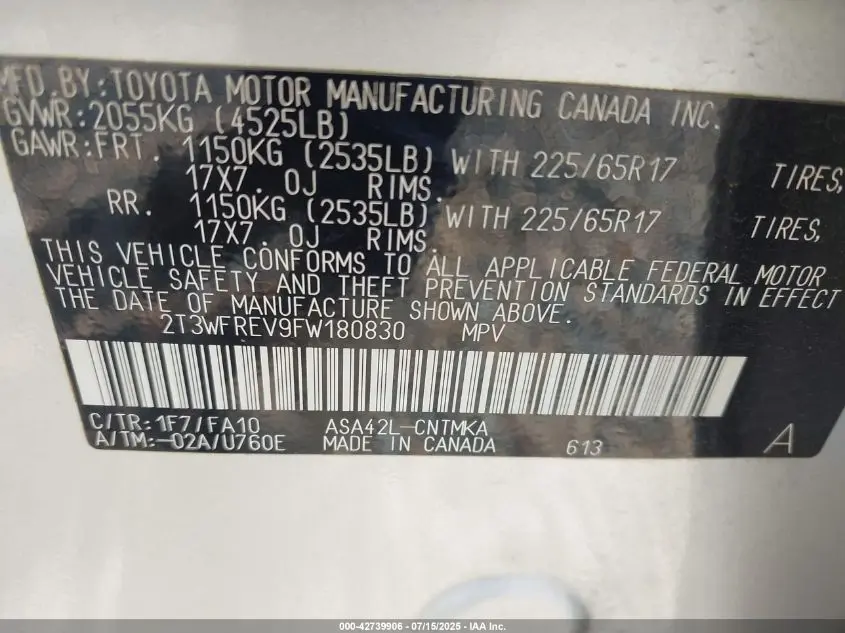 MFD.BY:TOYOTA MOTOR MANUFACTURING CANADA INC.
GVWR:2055KG (4525LB)
GAWR:FRT. 1150KG (2535LB) WITH 225/65R17 TIRES,
17X7. 0J RIMS.
RR. 1150KG (2535LB) WITH 225/65R17 TIRES,
17X7. 0J RIMS.
THIS VEHICLE CONFORMS TO ALL APPLICABLE FEDERAL MOTOR
VEHICLE SAFETY AND THEFT PREVENTION STANDARDS IN EFFECT
THE DATE OF MANUFACTURE SHOWN ABOVE.
2T3WFREV9FW180830 MPV
C/TR:1F7/FA10 ASA42L-CNTMKA
A/TM:-02A/U760E MADE IN CANADA 613 A
000-42739906 - 07/15/2025 - IAA Inc.